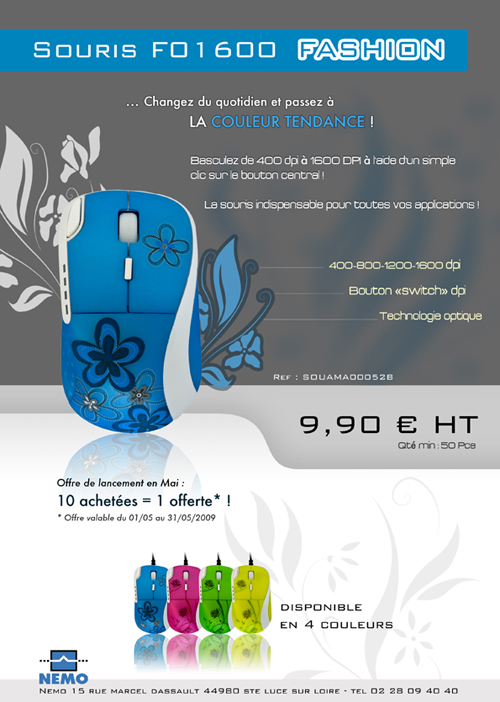 Souris FO1600 FASHION
... Changez du quotidien et passez à
LA COULEUR TENDANCE !
Basculez de 400 dpi à 1600 DPI à l'aide d'un simple
clic sur le bouton central !
La souris indispensable pour toutes vos applications !
400-800-1200-1600 dpi
Bouton «switch» dpi
Technologie optique
Ref : SOUAMA000528
9,90 € HT
Qté min : 50 Pcs
Offre de lancement en Mai :
10 achetées = 1 offerte* !
* Offre valable du 01/05 au 31/05/2009
DISPONIBLE
EN 4 COULEURS
NEMO
Nemo 15 rue marcel dassault 44980 ste luce sur loire - tel 02 28 09 40 40